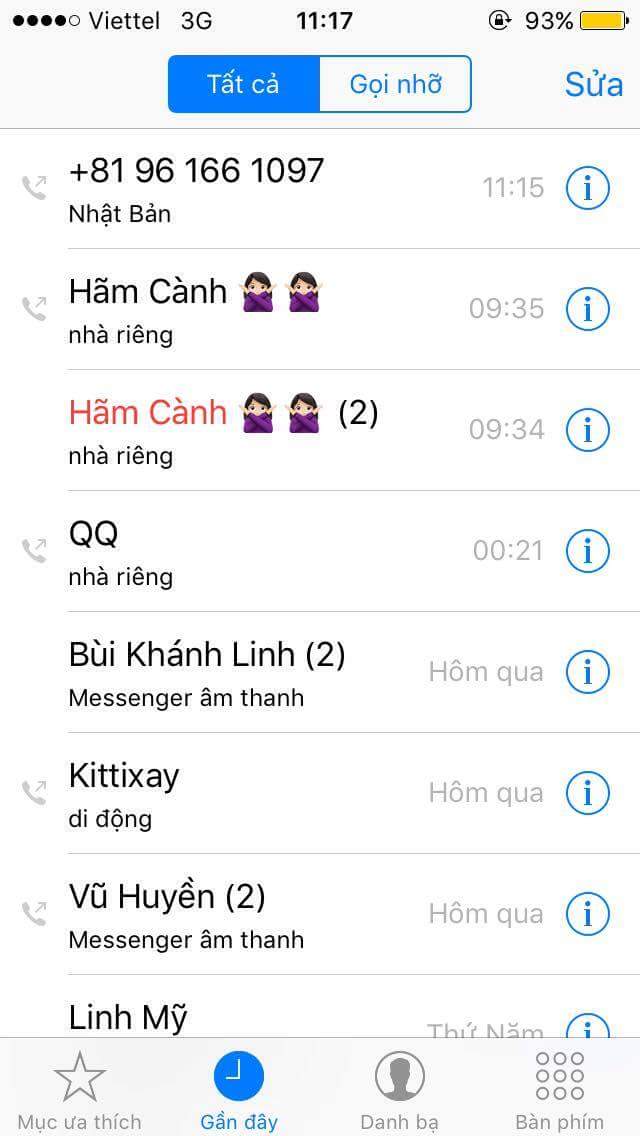 Viettel 3G 11:17 93%
Tất cả Gọi nhỡ Sửa
+81 96 166 1097 11:15
Nhật Bản
Hãm Cành 09:35
nhà riêng
Hãm Cành (2) 09:34
nhà riêng
QQ 00:21
nhà riêng
Bùi Khánh Linh (2) Hôm qua
Messenger âm thanh
Kittixay Hôm qua
di động
Vũ Huyền (2) Hôm qua
Messenger âm thanh
Linh Mỹ Thứ Năm
Mục ưa thích Gần đây Danh bạ Bàn phím